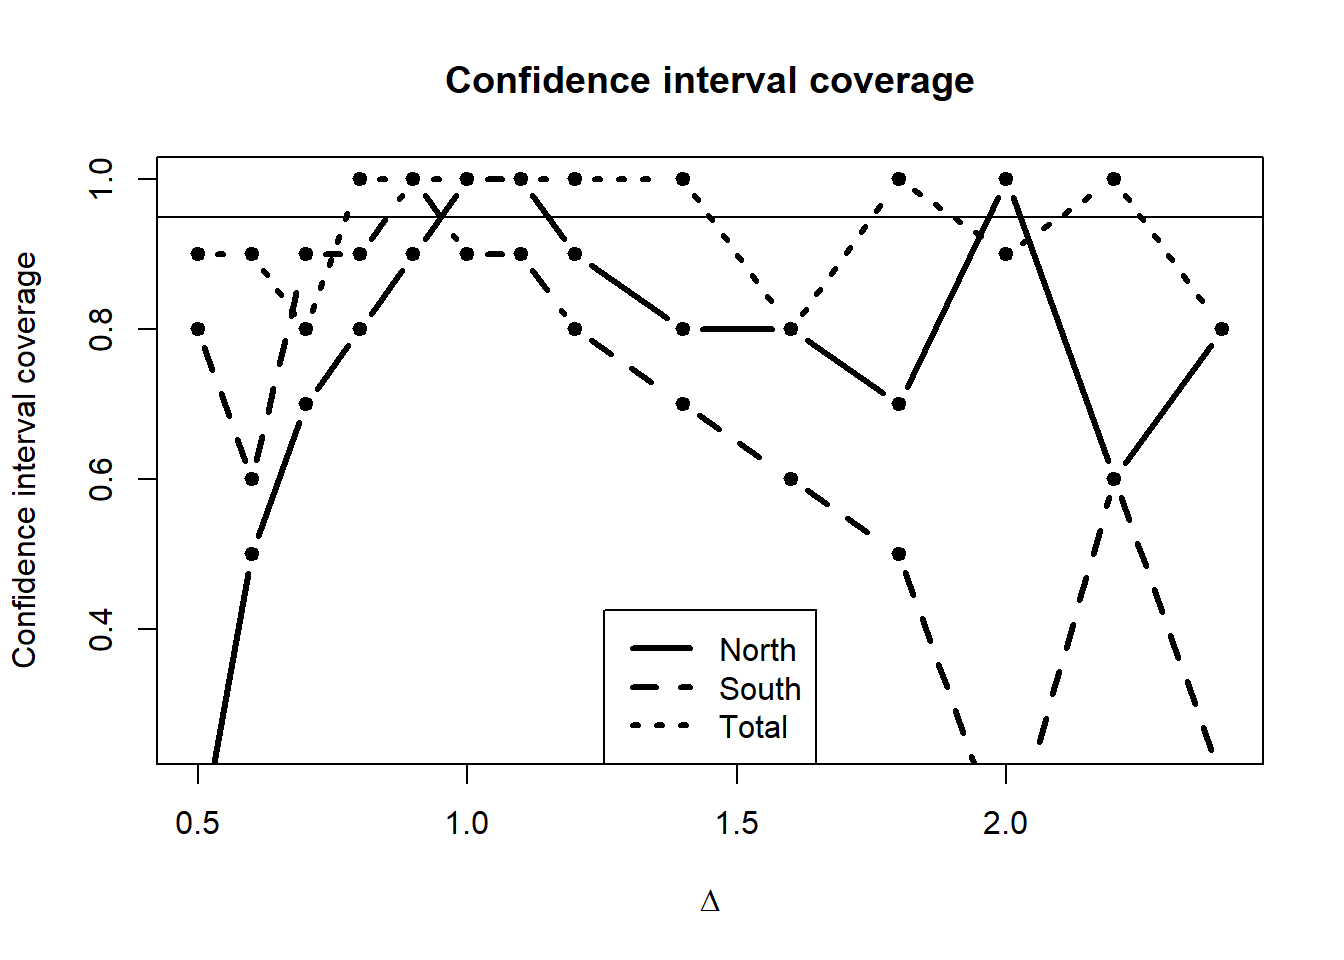 Confidence interval coverage
Confidence interval coverage
1.0
0.8
0.6
0.4
North
South
Total
0.5 1.0 1.5 2.0
Δ